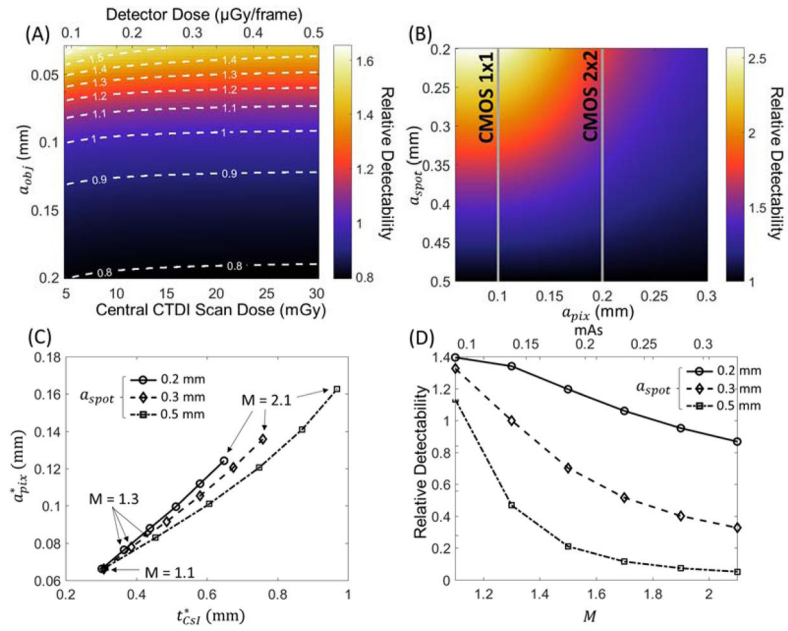 (A)
Detector Dose (μGy/frame)
0.1 0.2 0.3 0.4 0.5
0.05
0.1
0.15
0.2
a_obj (mm)
1.5
1.4 1.4
1.3 1.3
1.2 1.2
1.1 1.1
1 1
0.9 0.9
0.8 0.8
5 10 15 20 25 30
Central CTDI Scan Dose (mGy)
1.6
1.4
1.2
1
0.8
Relative Detectability
(B)
0.2
0.25
0.3
0.35
0.4
0.45
0.5
a_spot (mm)
CMOS 1x1
CMOS 2x2
0.1 0.15 0.2 0.25 0.3
a_pix (mm)
2.5
2
1.5
1
Relative Detectability
(C)
0.18
0.16
0.14
0.12
0.1
0.08
0.06
a*_pix (mm)
a_spot
0.2 mm
0.3 mm
0.5 mm
M = 2.1
M = 1.3
M = 1.1
0.2 0.4 0.6 0.8 1
t*_CsI (mm)
(D)
mAs
0.1 0.15 0.2 0.25 0.3
1.4
1.2
1
0.8
0.6
0.4
0.2
0
Relative Detectability
a_spot
0.2 mm
0.3 mm
0.5 mm
1.2 1.4 1.6 1.8 2
M